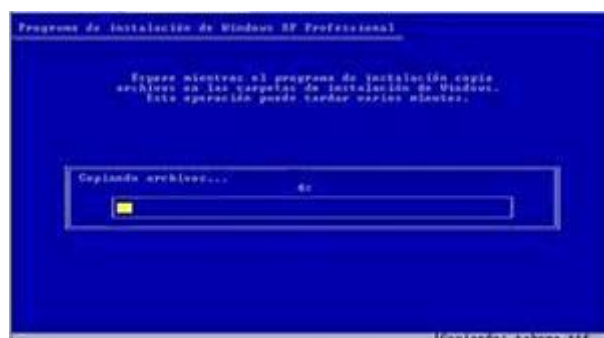 Programa de instalación de Windows XP Professional
Espere mientras el programa de instalación copia
archivos en las carpetas de instalación de Windows.
Esta operación puede tardar varios minutos.
Copiando archivos...
6%